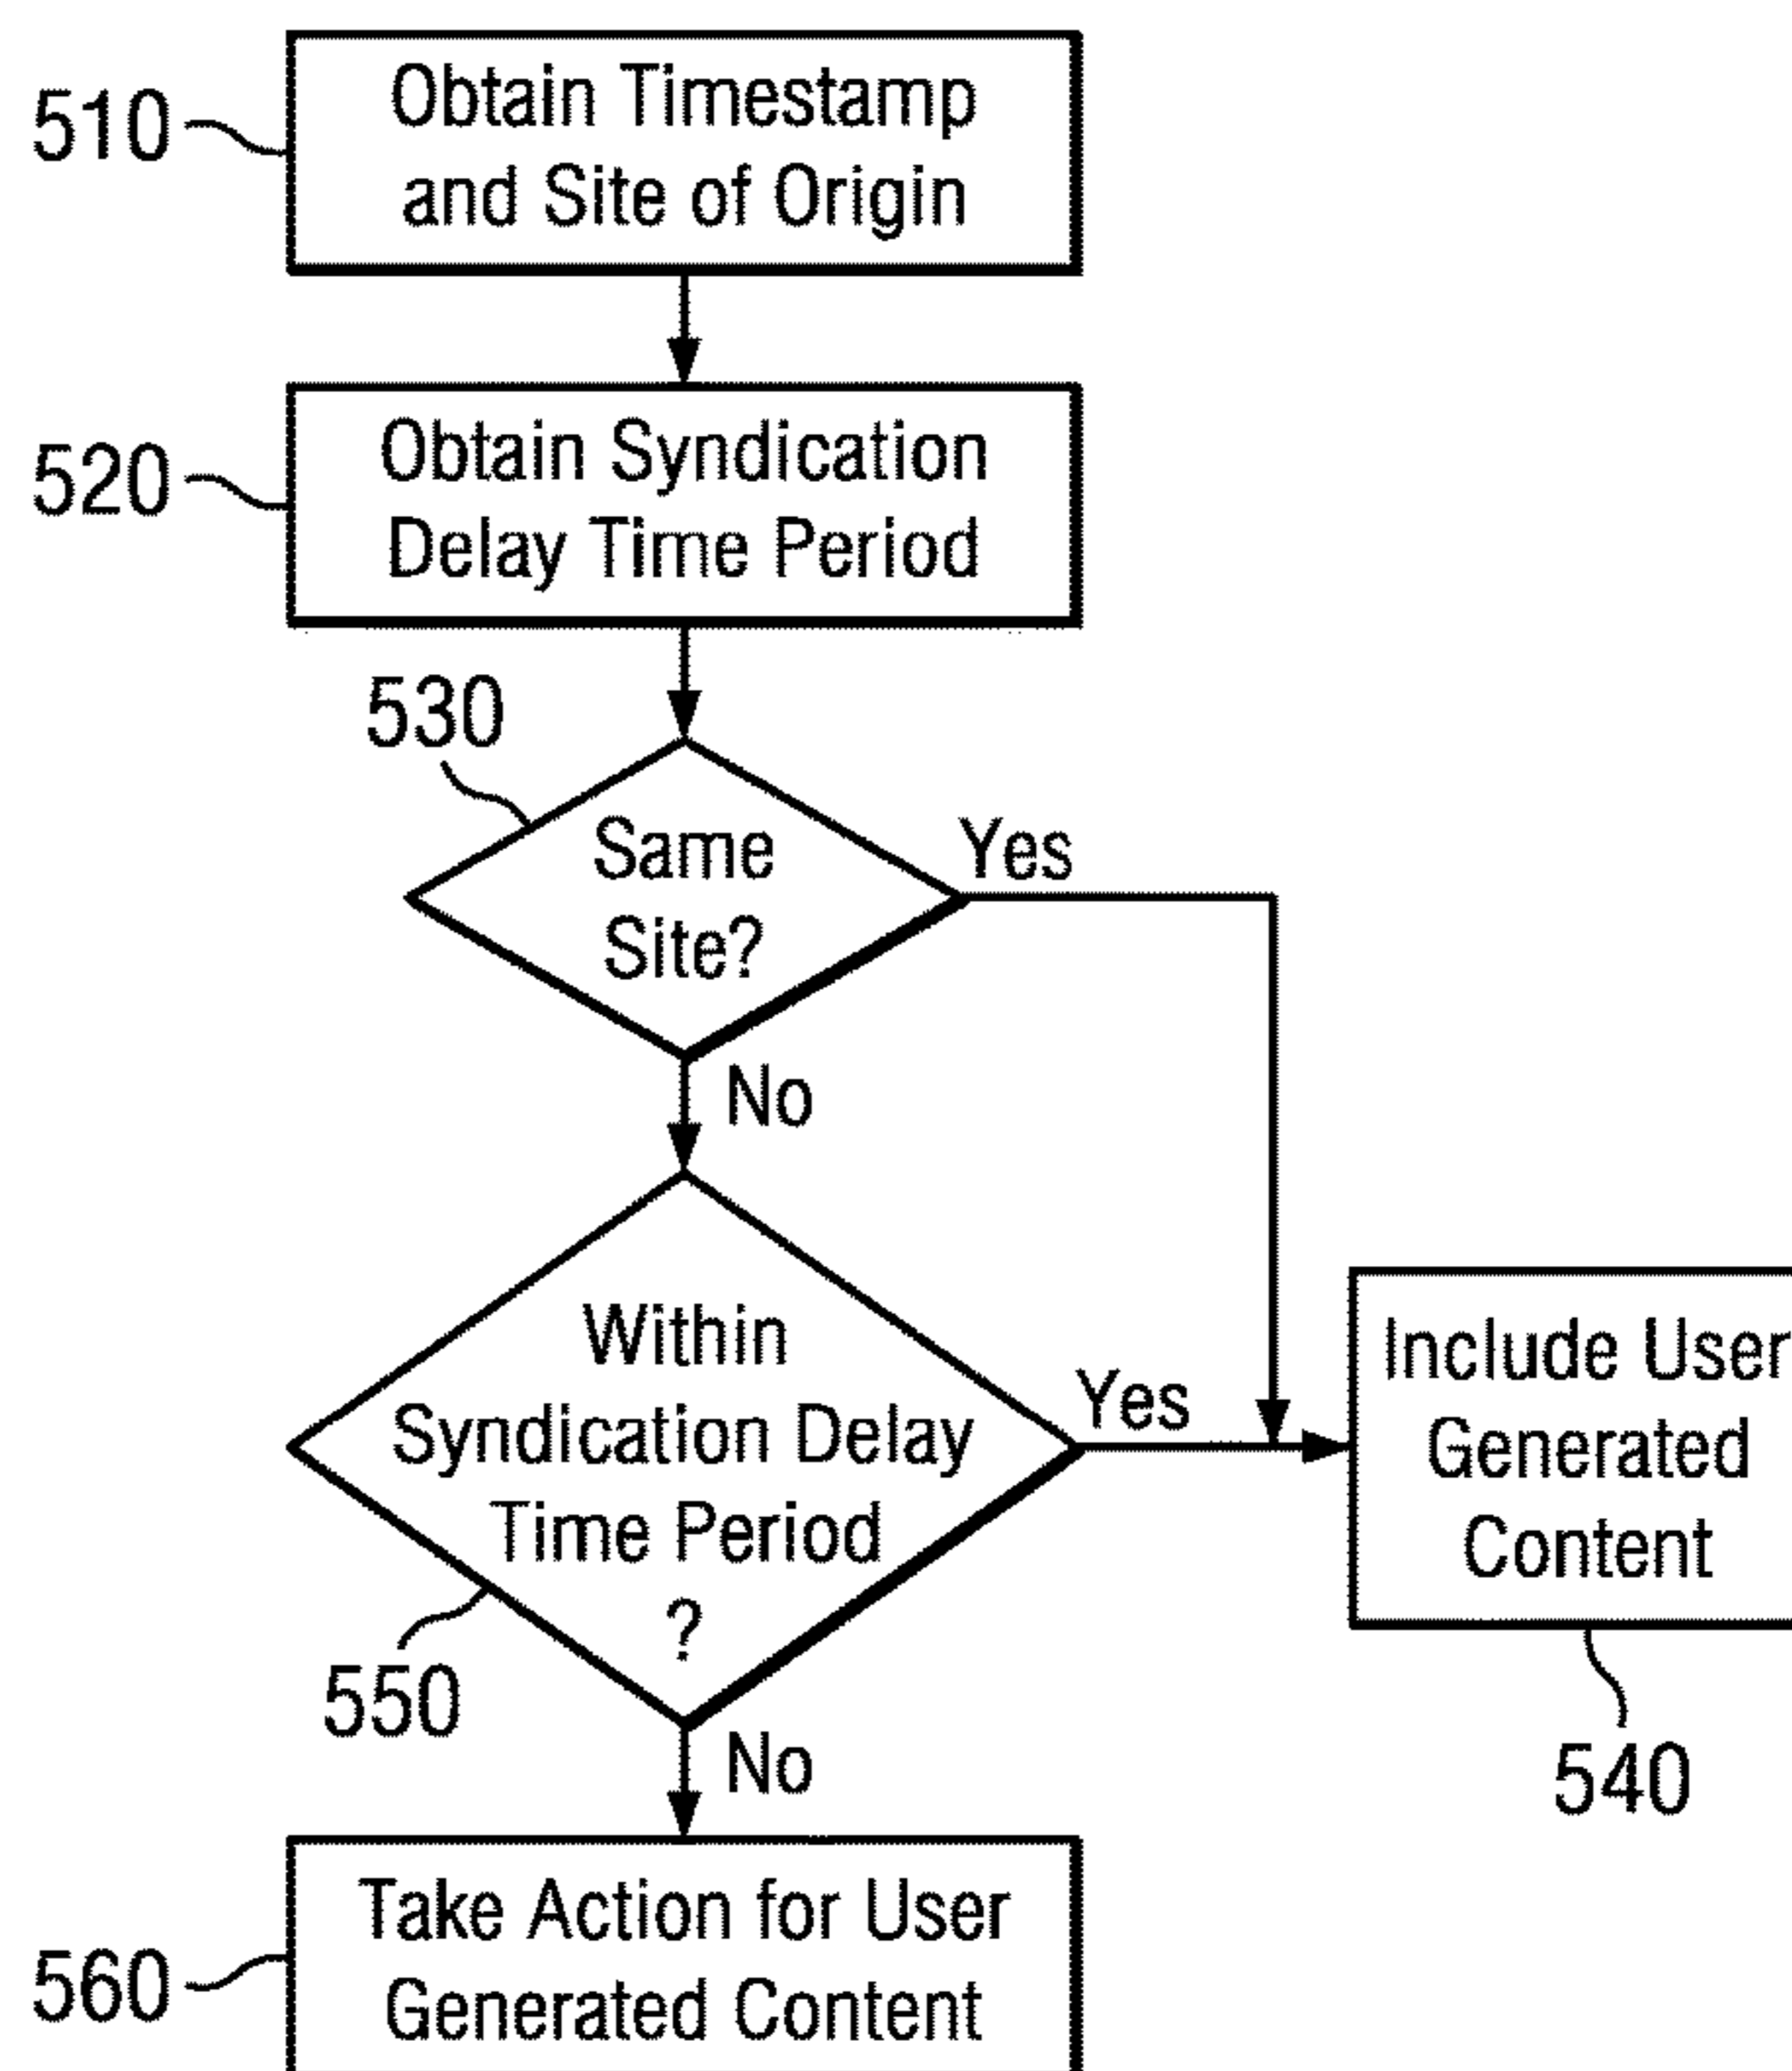 510
Obtain Timestamp
and Site of Origin
520
Obtain Syndication
Delay Time Period
530
Same
Site?
Yes
No
Within
Syndication Delay
Time Period
?
Yes
550
No
Include User
Generated
Content
540
560
Take Action for User
Generated Content